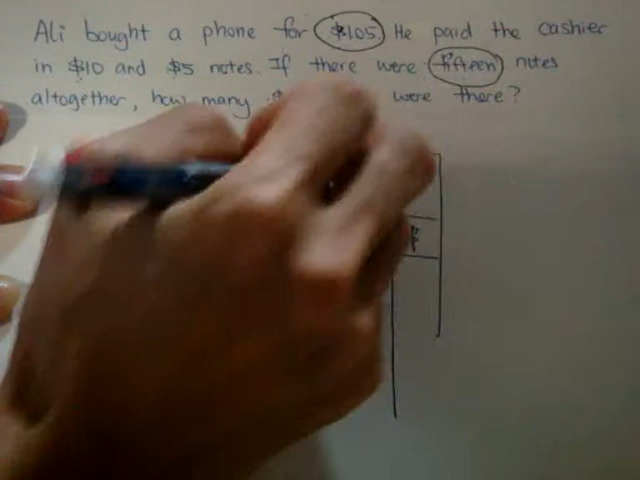 Ali bought a phone for $105 He paid the cashier
in $10 and $5 notes. If there were fifteen notes
altogether, how many were there?